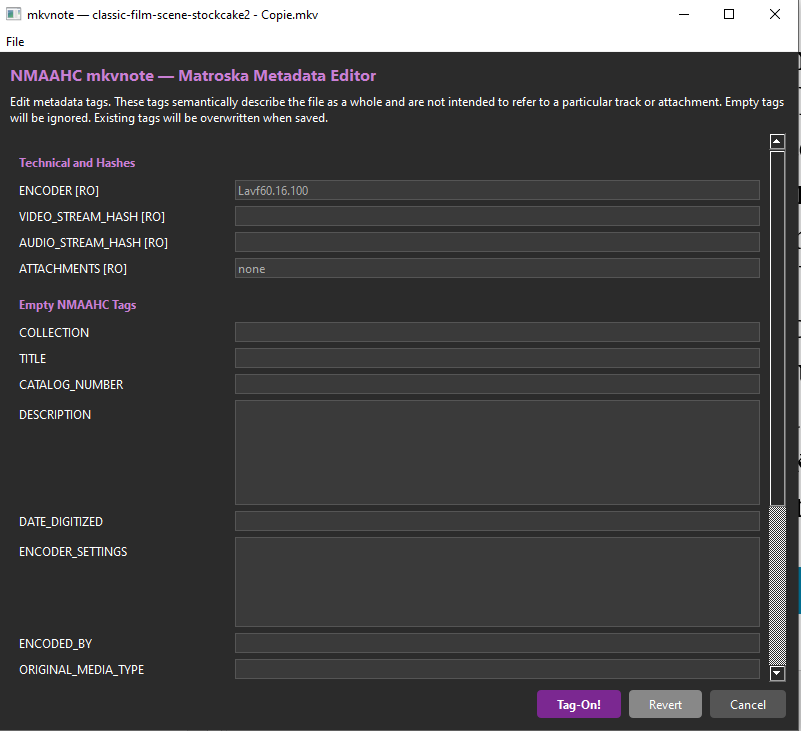 mkvnote — classic-film-scene-stockcake2 - Copie.mkv
File
NMAAHC mkvnote — Matroska Metadata Editor
Edit metadata tags. These tags semantically describe the file as a whole and are not intended to refer to a particular track or attachment. Empty tags
will be ignored. Existing tags will be overwritten when saved.
Technical and Hashes
ENCODER [RO] Lavf60.16.100
VIDEO_STREAM_HASH [RO]
AUDIO_STREAM_HASH [RO]
ATTACHMENTS [RO] none
Empty NMAAHC Tags
COLLECTION
TITLE
CATALOG_NUMBER
DESCRIPTION
DATE_DIGITIZED
ENCODER_SETTINGS
ENCODED_BY
ORIGINAL_MEDIA_TYPE
Tag-On! Revert Cancel